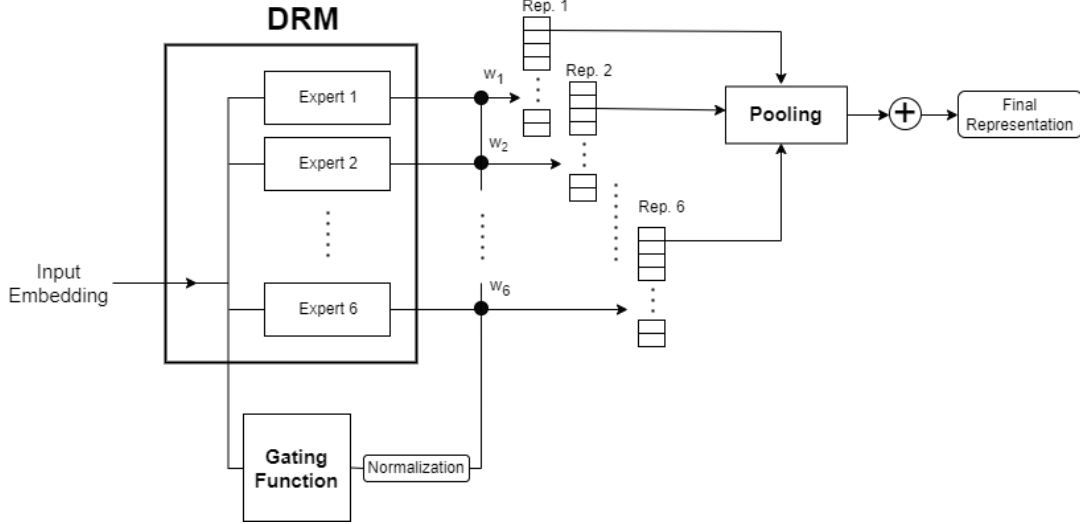 DRM
Rep. 1
Expert 1
w1
Rep. 2
Pooling
Final
Representation
Expert 2
w2
Rep. 6
Input
Embedding
Expert 6
w6
Gating
Function
Normalization